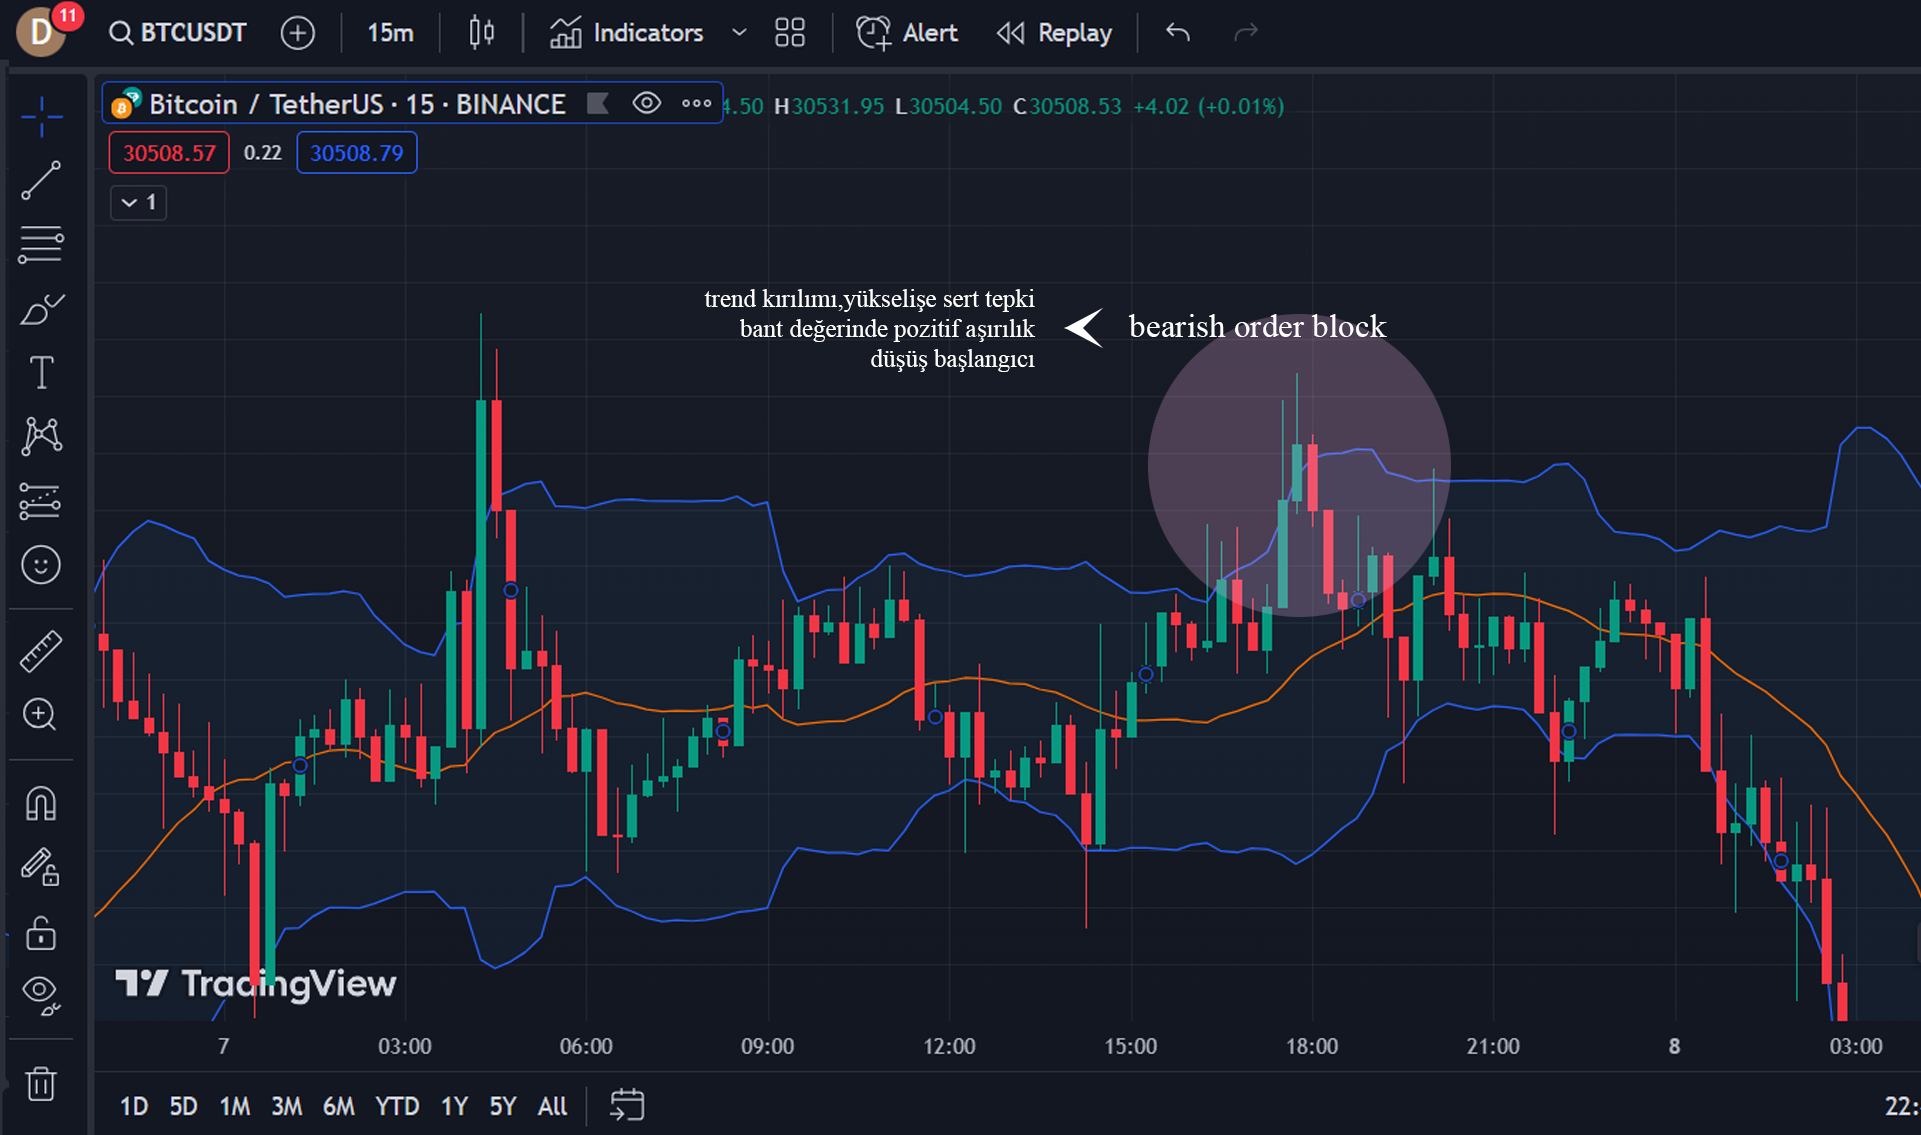 D
11
BTCUSDT
15m
Indicators
Alert
Replay
Bitcoin / TetherUS · 15 · BINANCE
.50 H30531.95 L30504.50 C30508.53 +4.02 (+0.01%)
30508.57 0.22 30508.79
1
trend kırılımı,yükselişe sert tepki
bant değerinde pozitif aşırılık
düşüş başlangıcı
bearish order block
TradingView
7 03:00 06:00 09:00 12:00 15:00 18:00 21:00 8 03:00
1D 5D 1M 3M 6M YTD 1Y 5Y All
22: